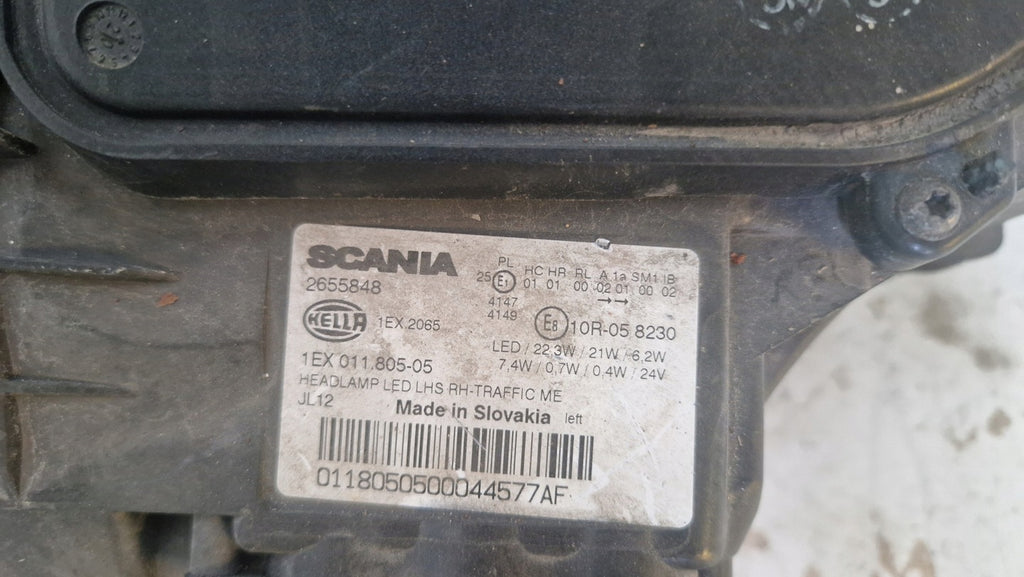 SCANIA
2655848
HELLA 1EX 2065
1EX 011.805-05
HEADLAMP LED LHS RH-TRAFFIC ME
JL12 Made in Slovakia left
PL HC HR RL A 1a SM1 IB
25 E1 01 01 00 02 01 00 02
4147 →→
4149 E8 10R-05 8230
LED / 22,3W / 21W / 6,2W
7,4W / 0,7W / 0,4W / 24V
0118050500044577AF